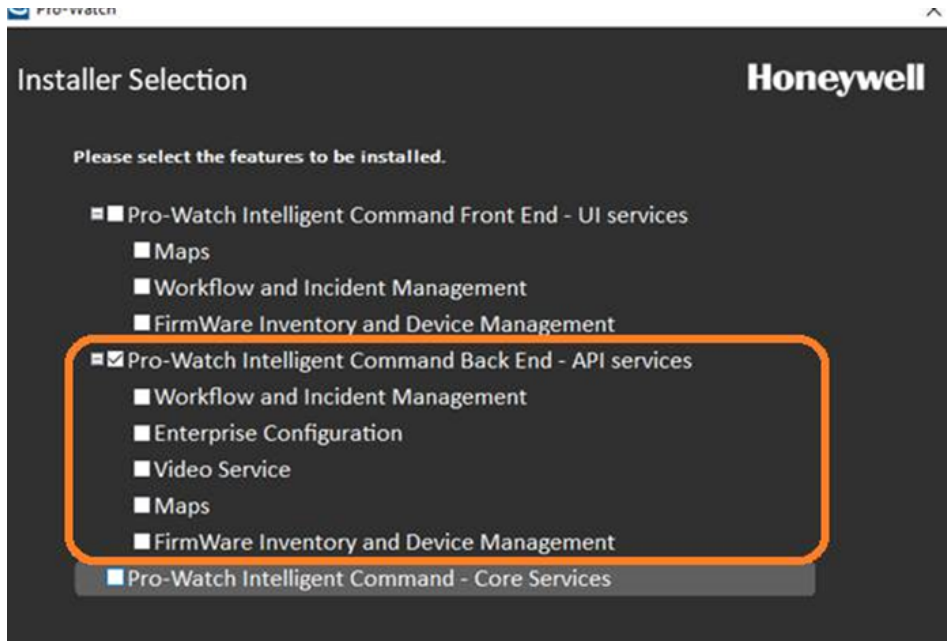 Pro-Watch
Installer Selection
Honeywell
Please select the features to be installed.
Pro-Watch Intelligent Command Front End - UI services
Maps
Workflow and Incident Management
FirmWare Inventory and Device Management
Pro-Watch Intelligent Command Back End - API services
Workflow and Incident Management
Enterprise Configuration
Video Service
Maps
FirmWare Inventory and Device Management
Pro-Watch Intelligent Command - Core Services